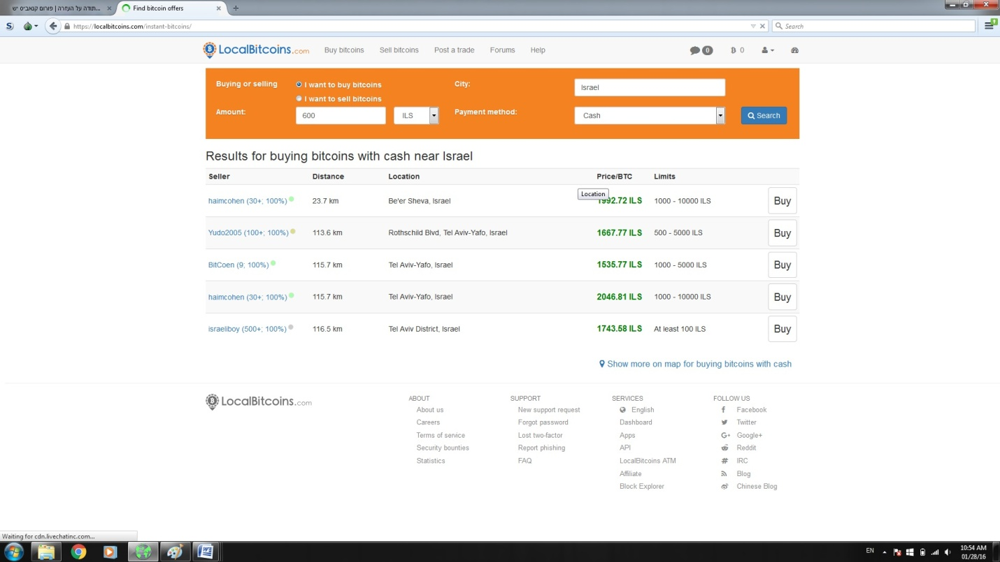 ...תודה על העזרה | פורום קנאביס יש
Find bitcoin offers
https://localbitcoins.com/instant-bitcoins/
Search
LocalBitcoins.com Buy bitcoins Sell bitcoins Post a trade Forums Help 0 0
Buying or selling I want to buy bitcoins City: Israel
I want to sell bitcoins
Amount: 600 ILS Payment method: Cash Search
Results for buying bitcoins with cash near Israel
Seller Distance Location Price/BTC Limits
Location
haimcohen (30+; 100%) 23.7 km Be'er Sheva, Israel 1992.72 ILS 1000 - 10000 ILS Buy
Yudo2005 (100+; 100%) 113.6 km Rothschild Blvd, Tel Aviv-Yafo, Israel 1667.77 ILS 500 - 5000 ILS Buy
BitCoen (9; 100%) 115.7 km Tel Aviv-Yafo, Israel 1535.77 ILS 1000 - 5000 ILS Buy
haimcohen (30+; 100%) 115.7 km Tel Aviv-Yafo, Israel 2046.81 ILS 1000 - 10000 ILS Buy
israeliboy (500+; 100%) 116.5 km Tel Aviv District, Israel 1743.58 ILS At least 100 ILS Buy
Show more on map for buying bitcoins with cash
LocalBitcoins.com
ABOUT
About us
Careers
Terms of service
Security bounties
Statistics
SUPPORT
New support request
Forgot password
Lost two-factor
Report phishing
FAQ
SERVICES
English
Dashboard
Apps
API
LocalBitcoins ATM
Affiliate
Block Explorer
FOLLOW US
Facebook
Twitter
Google+
Reddit
IRC
Blog
Chinese Blog
Waiting for cdn.livechatinc.com...
EN
10:54 AM
01/28/16